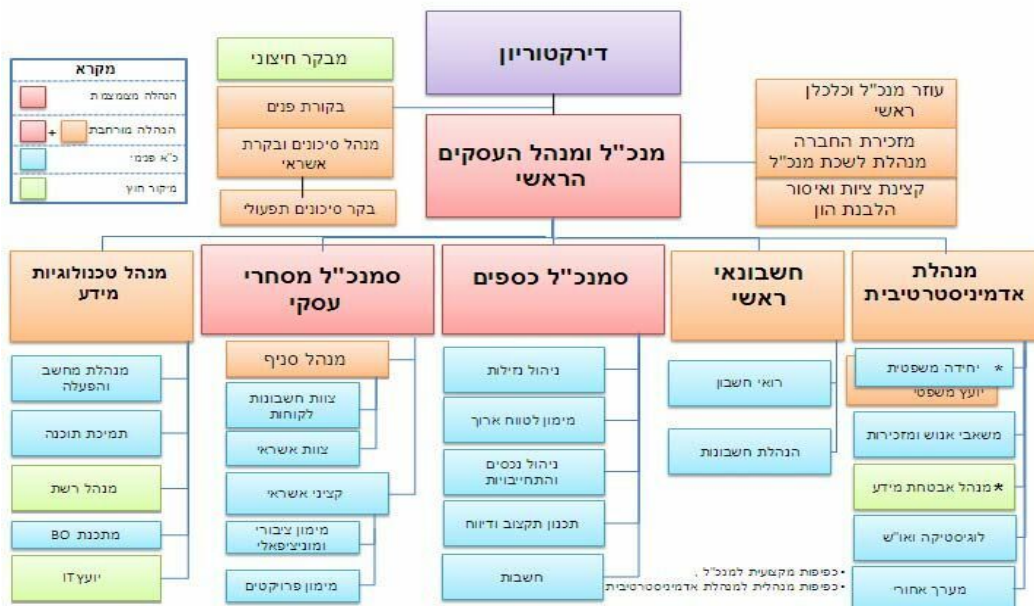 דירקטוריון
מבקר חיצוני
מקרא
הנהלה מצומצמת
הנהלה מורחבת
+
כ"א פנימי
מיקור חוץ
בקורת פנים
מנהל סיכונים ובקרת
אשראי
בקר סיכונים תפעולי
מנכ"ל ומנהל העסקים
הראשי
עוזר מנכ"ל וכלכלן
ראשי
מזכירת החברה
מנהלת לשכת מנכ"ל
קצינת ציות ואיסור
הלבנת הון
מנהלת
אדמיניסטרטיבית
* יחידה משפטית
יועץ משפטי
משאבי אנוש ומזכירות
*מנהל אבטחת מידע
לוגיסטיקה ואו"ש
מערך אחורי
חשבונאי
ראשי
רואי חשבון
הנהלת חשבונות
סמנכ"ל כספים
ניהול נזילות
מימון לטווח ארוך
ניהול נכסים
והתחייבויות
תכנון תקצוב ודיווח
חשבות
סמנכ"ל מסחרי
עסקי
מנהל סניף
צוות חשבונות
לקוחות
צוות אשראי
קציני אשראי
מימון ציבורי
ומוניציפאלי
מימון פרויקטים
מנהל טכנולוגיות
מידע
מנהלת מחשב
והפעלה
תמיכת תוכנה
מנהל רשת
מתכנת BO
יועץ IT
• כפיפות מקצועית למנכ"ל .
• כפיפות מנהלית למנהלת אדמיניסטרטיבית